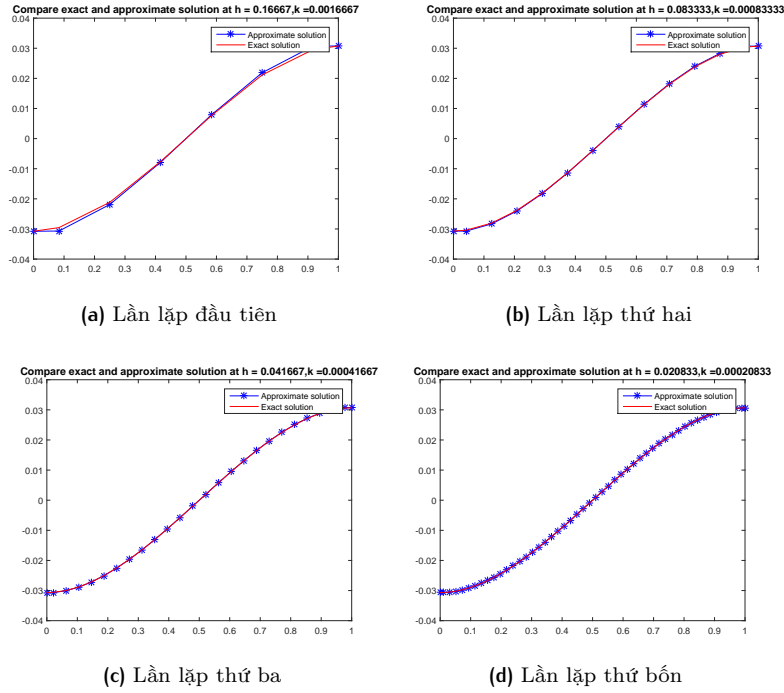 Compare exact and approximate solution at h = 0.16667,k =0.0016667
0.04
0.03
0.02
0.01
0
-0.01
-0.02
-0.03
-0.04
0 0.1 0.2 0.3 0.4 0.5 0.6 0.7 0.8 0.9 1
Approximate solution
Exact solution
(a) Lần lặp đầu tiên
Compare exact and approximate solution at h = 0.083333,k =0.00083333
0.04
0.03
0.02
0.01
0
-0.01
-0.02
-0.03
-0.04
0 0.1 0.2 0.3 0.4 0.5 0.6 0.7 0.8 0.9 1
Approximate solution
Exact solution
(b) Lần lặp thứ hai
Compare exact and approximate solution at h = 0.041667,k =0.00041667
0.04
0.03
0.02
0.01
0
-0.01
-0.02
-0.03
-0.04
0 0.1 0.2 0.3 0.4 0.5 0.6 0.7 0.8 0.9 1
Approximate solution
Exact solution
(c) Lần lặp thứ ba
Compare exact and approximate solution at h = 0.020833,k =0.00020833
0.04
0.03
0.02
0.01
0
-0.01
-0.02
-0.03
-0.04
0 0.1 0.2 0.3 0.4 0.5 0.6 0.7 0.8 0.9 1
Approximate solution
Exact solution
(d) Lần lặp thứ bốn